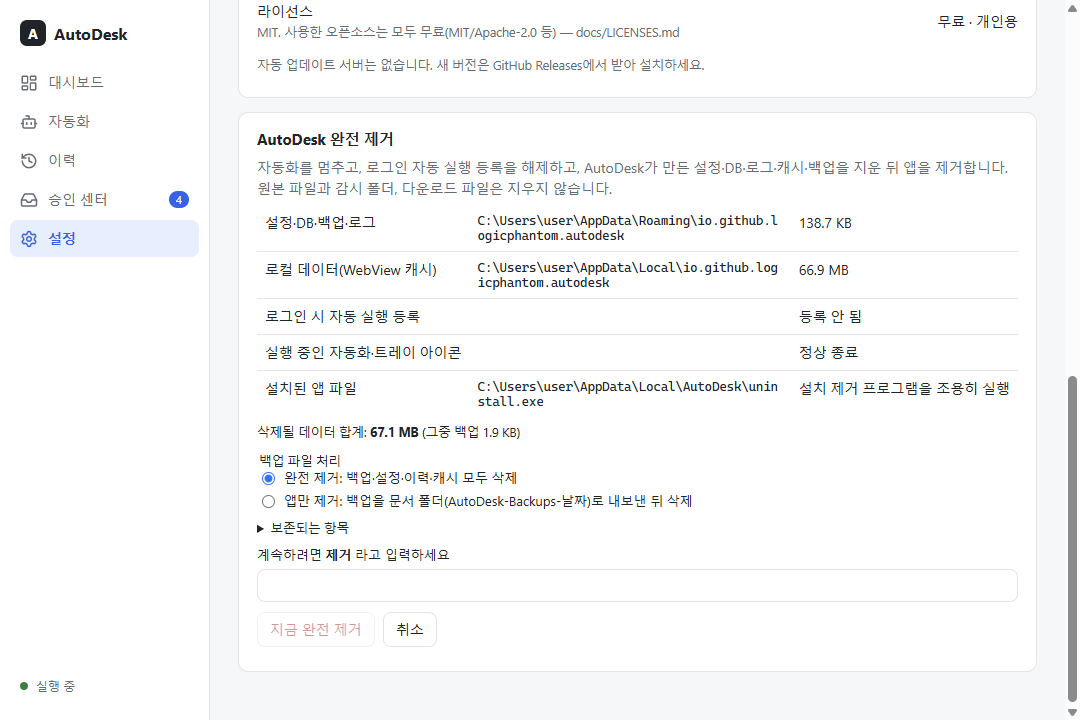 A AutoDesk
대시보드
자동화
이력
승인 센터 4
설정
실행 중
라이선스
MIT. 사용한 오픈소스는 모두 무료(MIT/Apache-2.0 등) — docs/LICENSES.md
무료 · 개인용
자동 업데이트 서버는 없습니다. 새 버전은 GitHub Releases에서 받아 설치하세요.
AutoDesk 완전 제거
자동화를 멈추고, 로그인 자동 실행 등록을 해제하고, AutoDesk가 만든 설정·DB·로그·캐시·백업을 지운 뒤 앱을 제거합니다.
원본 파일과 감시 폴더, 다운로드 파일은 지우지 않습니다.
설정·DB·백업·로그 C:\Users\user\AppData\Roaming\io.github.l 138.7 KB
ogicphantom.autodesk
로컬 데이터(WebView 캐시) C:\Users\user\AppData\Local\io.github.log 66.9 MB
icphantom.autodesk
로그인 시 자동 실행 등록 등록 안 됨
실행 중인 자동화·트레이 아이콘 정상 종료
설치된 앱 파일 C:\Users\user\AppData\Local\AutoDesk\unin 설치 제거 프로그램을 조용히 실행
stall.exe
삭제될 데이터 합계: 67.1 MB (그중 백업 1.9 KB)
백업 파일 처리
완전 제거: 백업·설정·이력·캐시 모두 삭제
앱만 제거: 백업을 문서 폴더(AutoDesk-Backups-날짜)로 내보낸 뒤 삭제
보존되는 항목
계속하려면 제거 라고 입력하세요
지금 완전 제거 취소